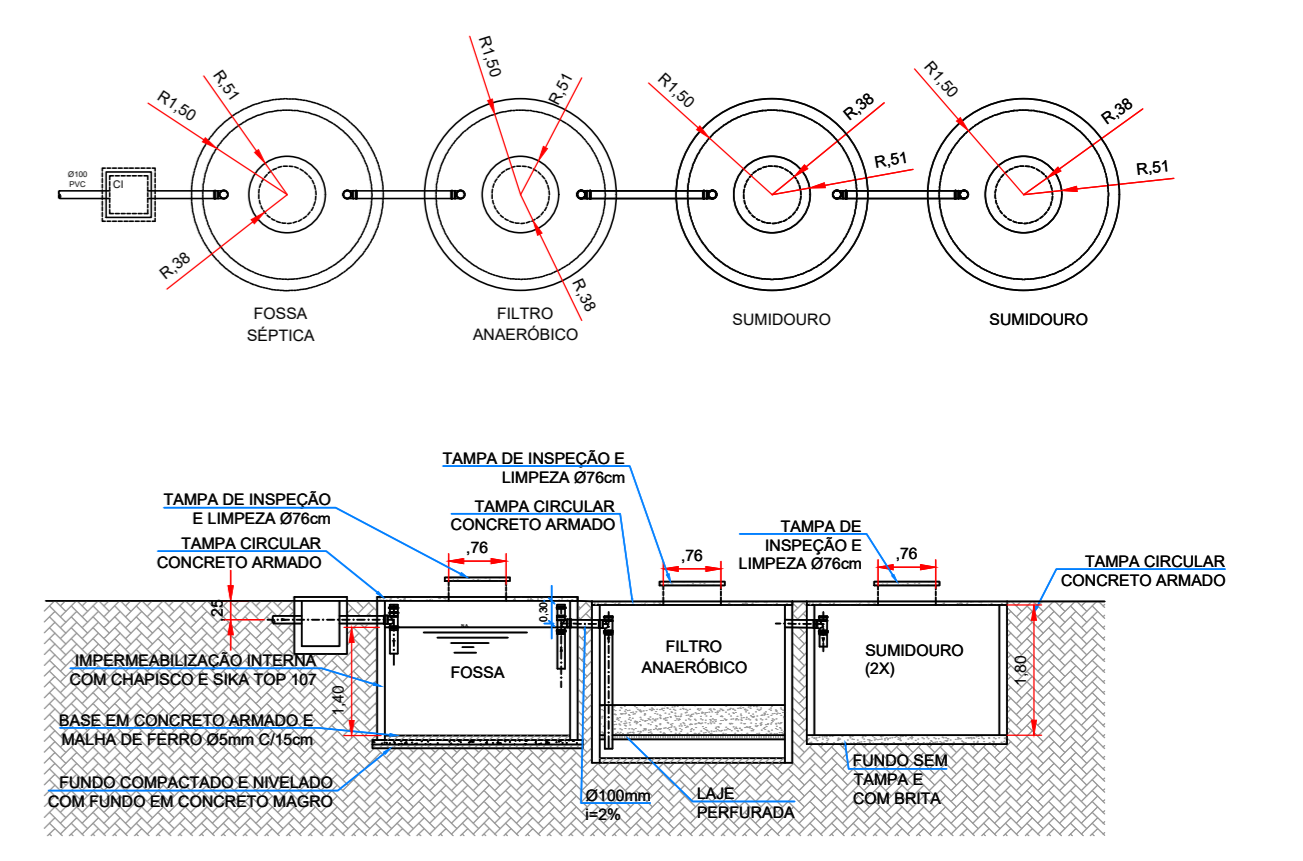 R1,50
R,51
R1,50
R,51
R1,50
R,38
R,51
R1,50
R,38
R,51
Ø100
PVC
CI
R,38
R,38
FOSSA
SÉPTICA
FILTRO
ANAERÓBICO
SUMIDOURO
SUMIDOURO
TAMPA DE INSPEÇÃO E
LIMPEZA Ø76cm
TAMPA DE INSPEÇÃO
E LIMPEZA Ø76cm
TAMPA CIRCULAR
CONCRETO ARMADO
TAMPA CIRCULAR
CONCRETO ARMADO
TAMPA DE
INSPEÇÃO E
LIMPEZA Ø76cm
TAMPA CIRCULAR
CONCRETO ARMADO
,76
,76
,76
25
0,30
FOSSA
FILTRO
ANAERÓBICO
SUMIDOURO
(2X)
1,40
1,80
IMPERMEABILIZAÇÃO INTERNA
COM CHAPISCO E SIKA TOP 107
BASE EM CONCRETO ARMADO E
MALHA DE FERRO Ø5mm C/15cm
FUNDO COMPACTADO E NIVELADO
COM FUNDO EM CONCRETO MAGRO
Ø100mm
i=2%
LAJE
PERFURADA
FUNDO SEM
TAMPA E
COM BRITA